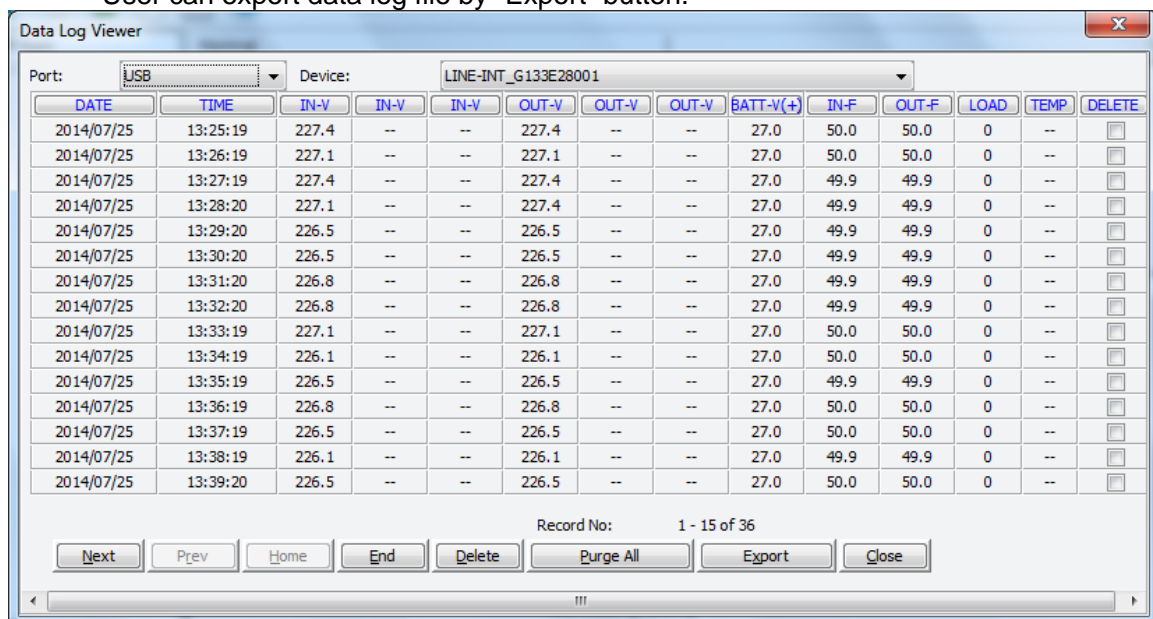 User can export data log file by "Export" button.
Data Log Viewer
Port: USB Device: LINE-INT_G133E28001
DATE TIME IN-V IN-V IN-V OUT-V OUT-V OUT-V BATT-V(+) IN-F OUT-F LOAD TEMP DELETE
2014/07/25 13:25:19 227.4 -- -- 227.4 -- -- 27.0 50.0 50.0 0 --
2014/07/25 13:26:19 227.1 -- -- 227.1 -- -- 27.0 50.0 50.0 0 --
2014/07/25 13:27:19 227.4 -- -- 227.4 -- -- 27.0 49.9 49.9 0 --
2014/07/25 13:28:20 227.1 -- -- 227.4 -- -- 27.0 49.9 49.9 0 --
2014/07/25 13:29:20 226.5 -- -- 226.5 -- -- 27.0 49.9 49.9 0 --
2014/07/25 13:30:20 226.5 -- -- 226.5 -- -- 27.0 49.9 49.9 0 --
2014/07/25 13:31:20 226.8 -- -- 226.8 -- -- 27.0 49.9 49.9 0 --
2014/07/25 13:32:20 226.8 -- -- 226.8 -- -- 27.0 49.9 49.9 0 --
2014/07/25 13:33:19 227.1 -- -- 227.1 -- -- 27.0 50.0 50.0 0 --
2014/07/25 13:34:19 226.1 -- -- 226.1 -- -- 27.0 50.0 50.0 0 --
2014/07/25 13:35:19 226.5 -- -- 226.5 -- -- 27.0 49.9 49.9 0 --
2014/07/25 13:36:19 226.8 -- -- 226.8 -- -- 27.0 50.0 50.0 0 --
2014/07/25 13:37:19 226.5 -- -- 226.5 -- -- 27.0 50.0 50.0 0 --
2014/07/25 13:38:19 226.1 -- -- 226.1 -- -- 27.0 49.9 49.9 0 --
2014/07/25 13:39:20 226.5 -- -- 226.5 -- -- 27.0 50.0 50.0 0 --
Record No: 1 - 15 of 36
Next Prev Home End Delete Purge All Export Close